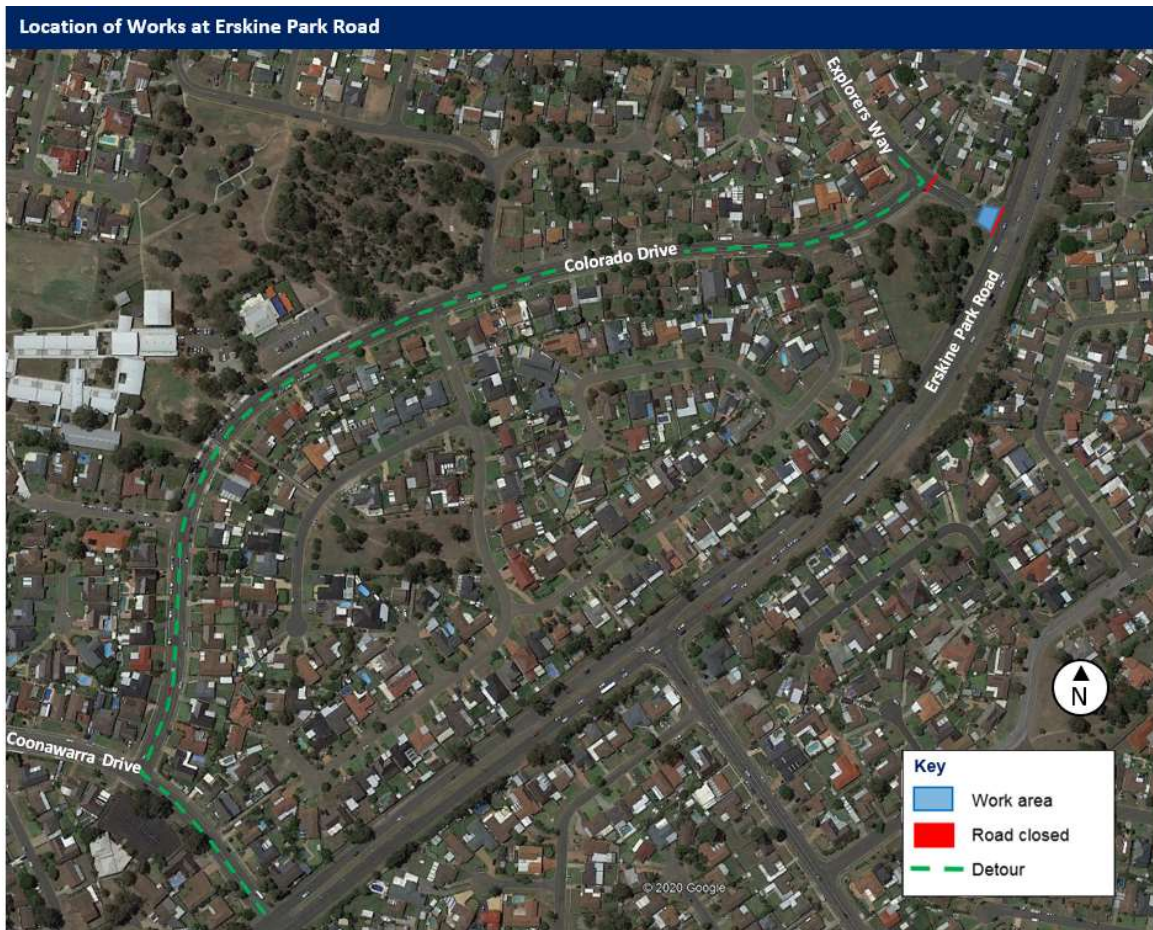 Location of Works at Erskine Park Road
Explorers Way
Colorado Drive
Erskine Park Road
Coonawarra Drive
N
Key
Work area
Road closed
Detour
© 2020 Google